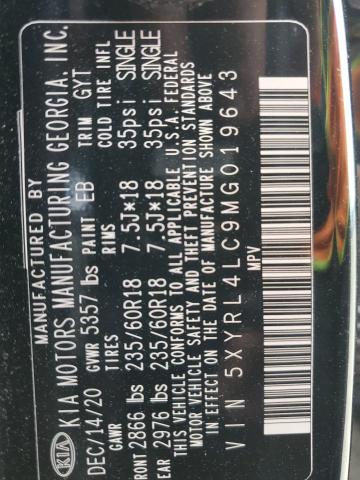 MANUFACTURED BY
KIA MOTORS MANUFACTURING GEORGIA, INC.
KIA
DEC/14/20 GVWR 5357 lbs PAINT EB TRIM GYT
GAWR TIRES RIMS COLD TIRE INFL
RONT 2866 lbs 235/60R18 7.5J*18 35psi SINGLE
EAR 2976 lbs 235/60R18 7.5J*18 35psi SINGLE
THIS VEHICLE CONFORMS TO ALL APPLICABLE U.S.A. FEDERAL
MOTOR VEHICLE SAFETY AND THEFT PREVENTION STANDARDS
IN EFFECT ON THE DATE OF MANUFACTURE SHOWN ABOVE
VIN 5XYRL4LC9MG019643
MPV